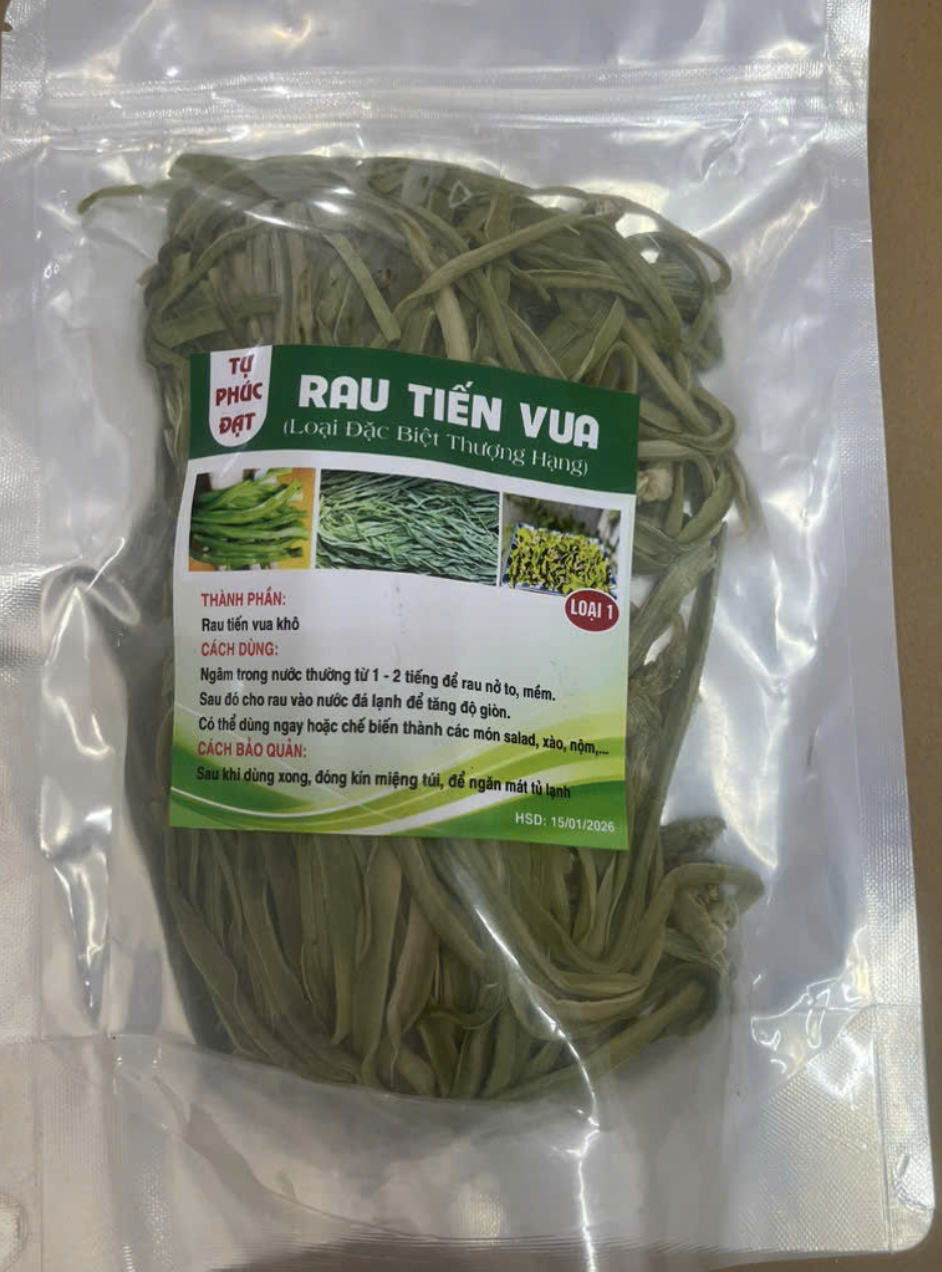 TỰ
PHÚC
ĐẠT
RAU TIẾN VUA
(Loại Đặc Biệt Thượng Hạng)
LOẠI 1
THÀNH PHẦN:
Rau tiến vua khô
CÁCH DÙNG:
Ngâm trong nước thường từ 1 - 2 tiếng để rau nở to, mềm.
Sau đó cho rau vào nước đá lạnh để tăng độ giòn.
Có thể dùng ngay hoặc chế biến thành các món salad, xào, nộm,...
CÁCH BẢO QUẢN:
Sau khi dùng xong, đóng kín miệng túi, để ngăn mát tủ lạnh
HSD: 15/01/2026